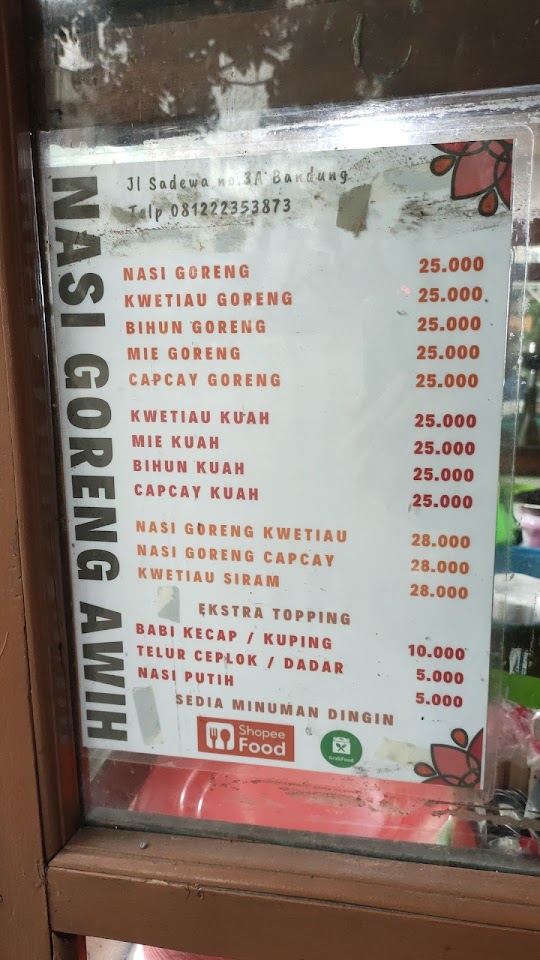 NASI GORENG AWIH
Jl Sadewa no.3A Bandung
Telp 081222353873
NASI GORENG 25.000
KWETIAU GORENG 25.000
BIHUN GORENG 25.000
MIE GORENG 25.000
CAPCAY GORENG 25.000
KWETIAU KUAH 25.000
MIE KUAH 25.000
BIHUN KUAH 25.000
CAPCAY KUAH 25.000
NASI GORENG KWETIAU 28.000
NASI GORENG CAPCAY 28.000
KWETIAU SIRAM 28.000
EKSTRA TOPPING
BABI KECAP / KUPING 10.000
TELUR CEPLOK / DADAR 5.000
NASI PUTIH 5.000
SEDIA MINUMAN DINGIN
Shopee
Food
GrabFood